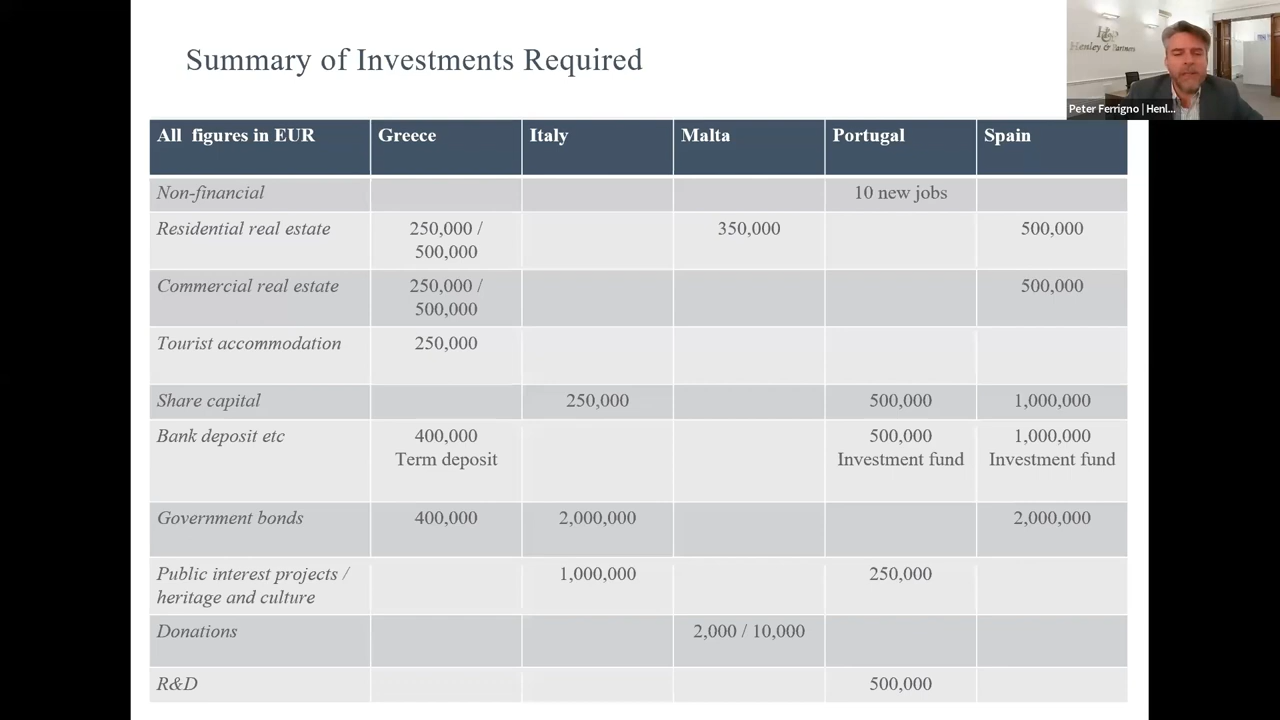 Summary of Investments Required
Henley & Partners
Peter Ferrigno | Henl...
All figures in EUR Greece Italy Malta Portugal Spain
Non-financial 10 new jobs
Residential real estate 250,000 / 350,000 500,000
500,000
Commercial real estate 250,000 / 500,000
500,000
Tourist accommodation 250,000
Share capital 250,000 500,000 1,000,000
Bank deposit etc 400,000 500,000 1,000,000
Term deposit Investment fund Investment fund
Government bonds 400,000 2,000,000 2,000,000
Public interest projects / 1,000,000 250,000
heritage and culture
Donations 2,000 / 10,000
R&D 500,000